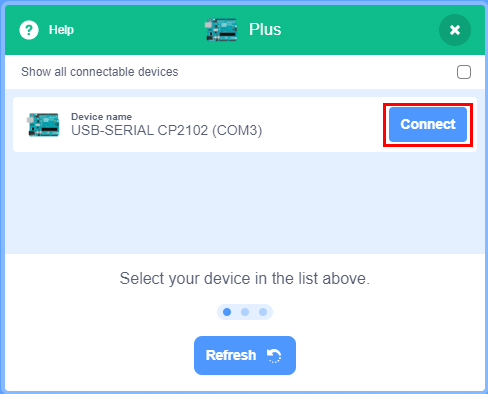 Help
Plus
Show all connectable devices
Device name
USB-SERIAL CP2102 (COM3)
Connect
Select your device in the list above.
Refresh